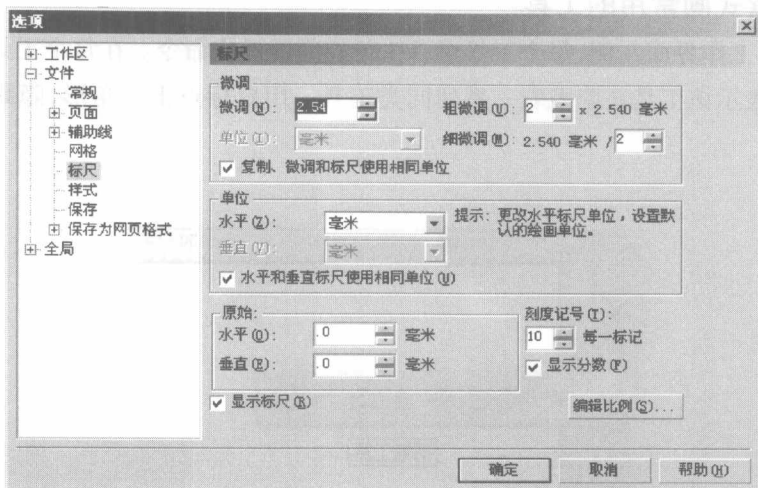 选项
工作区
文件
常规
页面
辅助线
网格
标尺
样式
保存
保存为网页格式
全局
标尺
微调
微调(N): 2.54 粗微调(U): 2 x 2.540 毫米
单位(I): 毫米 细微调(M): 2.540 毫米 /2
复制、微调和标尺使用相同单位
单位
水平(Z): 毫米 提示: 更改水平标尺单位，设置默
认的绘画单位。
垂直(V): 毫米
水平和垂直标尺使用相同单位(U)
原始: 刻度记号(T):
水平(O): .0 毫米 10 每一标记
垂直(E): .0 毫米 显示分数(F)
显示标尺(R) 编辑比例(S)...
确定 取消 帮助(H)